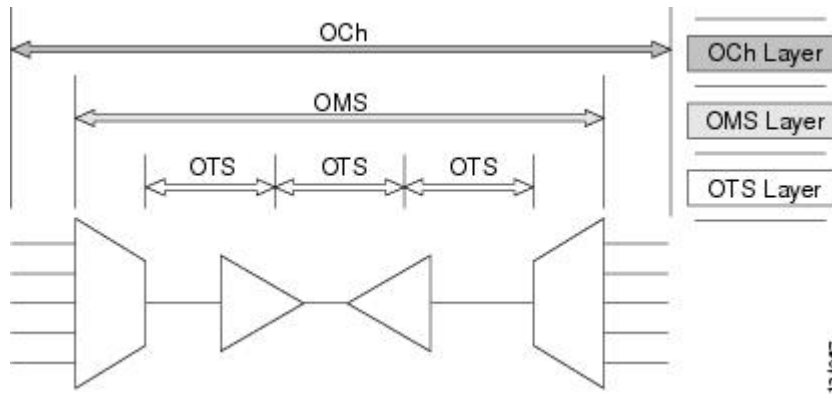 OCh
OMS
OTS OTS OTS
OCh Layer
OMS Layer
OTS Layer